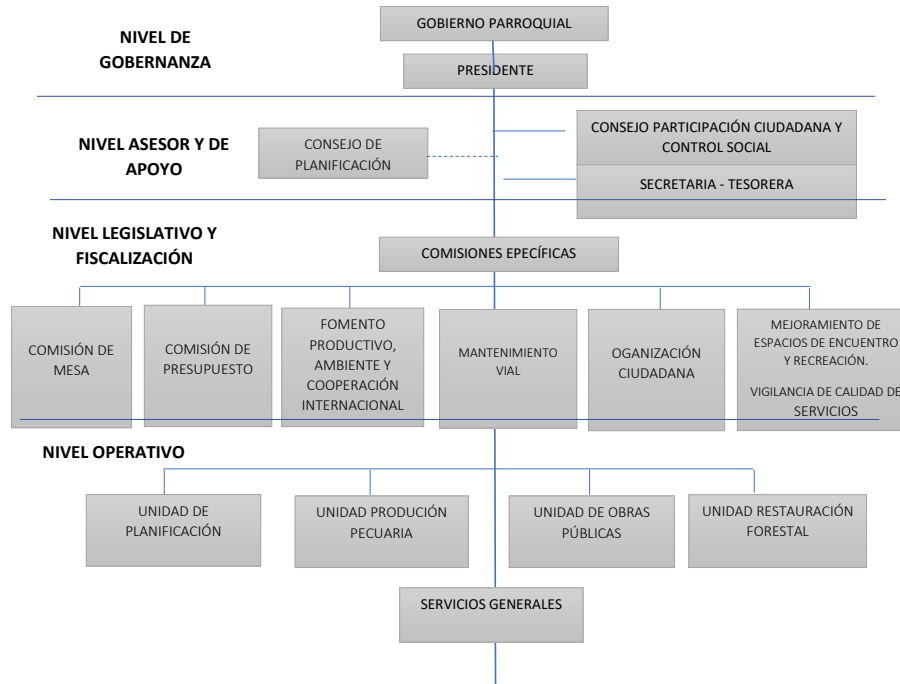 NIVEL DE
GOBERNANZA
GOBIERNO PARROQUIAL
PRESIDENTE
NIVEL ASESOR Y DE
APOYO
CONSEJO DE
PLANIFICACIÓN
CONSEJO PARTICIPACIÓN CIUDADANA Y
CONTROL SOCIAL
SECRETARIA - TESORERA
NIVEL LEGISLATIVO Y
FISCALIZACIÓN
COMISIONES EPECÍFICAS
COMISIÓN DE
MESA
COMISIÓN DE
PRESUPUESTO
FOMENTO
PRODUCTIVO,
AMBIENTE Y
COOPERACIÓN
INTERNACIONAL
MANTENIMIENTO
VIAL
OGANIZACIÓN
CIUDADANA
MEJORAMIENTO DE
ESPACIOS DE ENCUENTRO
Y RECREACIÓN.
VIGILANCIA DE CALIDAD DE
SERVICIOS
NIVEL OPERATIVO
UNIDAD DE
PLANIFICACIÓN
UNIDAD PRODUCIÓN
PECUARIA
UNIDAD DE OBRAS
PÚBLICAS
UNIDAD RESTAURACIÓN
FORESTAL
SERVICIOS GENERALES